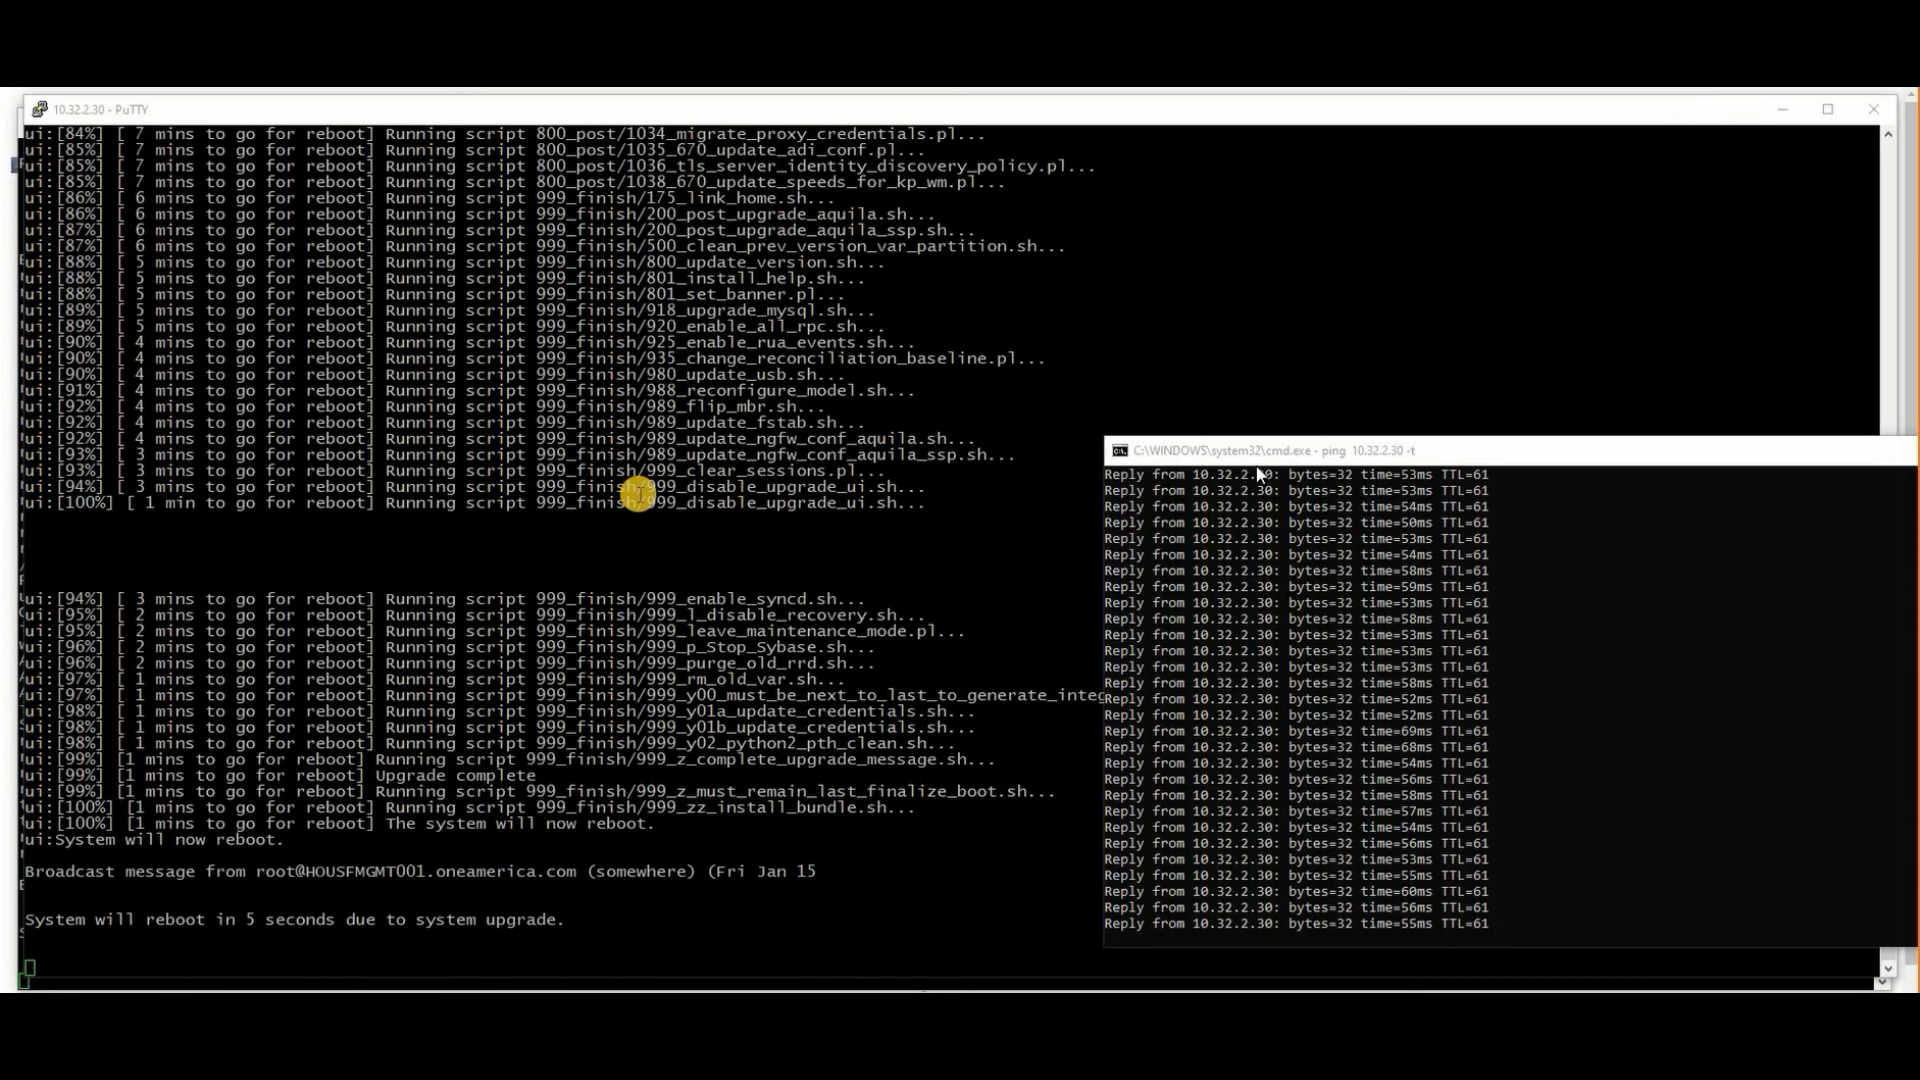 10.32.2.30 - PuTTY
ui:[84%] [ 7 mins to go for reboot] Running script 800_post/1034_migrate_proxy_credentials.pl...
ui:[85%] [ 7 mins to go for reboot] Running script 800_post/1035_670_update_adi_conf.pl...
ui:[85%] [ 7 mins to go for reboot] Running script 800_post/1036_tls_server_identity_discovery_policy.pl...
ui:[85%] [ 7 mins to go for reboot] Running script 800_post/1038_670_update_speeds_for_kp_wm.pl...
ui:[86%] [ 6 mins to go for reboot] Running script 999_finish/175_link_home.sh...
ui:[86%] [ 6 mins to go for reboot] Running script 999_finish/200_post_upgrade_aquila.sh...
ui:[87%] [ 6 mins to go for reboot] Running script 999_finish/200_post_upgrade_aquila_ssp.sh...
ui:[87%] [ 6 mins to go for reboot] Running script 999_finish/500_clean_prev_version_var_partition.sh...
ui:[88%] [ 5 mins to go for reboot] Running script 999_finish/800_update_version.sh...
ui:[88%] [ 5 mins to go for reboot] Running script 999_finish/801_install_help.sh...
ui:[88%] [ 5 mins to go for reboot] Running script 999_finish/801_set_banner.pl...
ui:[89%] [ 5 mins to go for reboot] Running script 999_finish/918_upgrade_mysql.sh...
ui:[89%] [ 5 mins to go for reboot] Running script 999_finish/920_enable_all_rpc.sh...
ui:[90%] [ 4 mins to go for reboot] Running script 999_finish/925_enable_rua_events.sh...
ui:[90%] [ 4 mins to go for reboot] Running script 999_finish/935_change_reconciliation_baseline.pl...
ui:[90%] [ 4 mins to go for reboot] Running script 999_finish/980_update_usb.sh...
ui:[91%] [ 4 mins to go for reboot] Running script 999_finish/988_reconfigure_model.sh...
ui:[92%] [ 4 mins to go for reboot] Running script 999_finish/989_flip_mbr.sh...
ui:[92%] [ 4 mins to go for reboot] Running script 999_finish/989_update_fstab.sh...
ui:[92%] [ 4 mins to go for reboot] Running script 999_finish/989_update_ngfw_conf_aquila.sh...
ui:[93%] [ 3 mins to go for reboot] Running script 999_finish/989_update_ngfw_conf_aquila_ssp.sh...
ui:[93%] [ 3 mins to go for reboot] Running script 999_finish/999_clear_sessions.pl...
ui:[94%] [ 3 mins to go for reboot] Running script 999_finish/999_disable_upgrade_ui.sh...
ui:[100%] [ 1 min to go for reboot] Running script 999_finish/999_disable_upgrade_ui.sh...
ui:[94%] [ 3 mins to go for reboot] Running script 999_finish/999_enable_syncd.sh...
ui:[95%] [ 2 mins to go for reboot] Running script 999_finish/999_l_disable_recovery.sh...
ui:[95%] [ 2 mins to go for reboot] Running script 999_finish/999_leave_maintenance_mode.pl...
ui:[96%] [ 2 mins to go for reboot] Running script 999_finish/999_p_Stop_Sybase.sh...
ui:[96%] [ 2 mins to go for reboot] Running script 999_finish/999_purge_old_rrd.sh...
ui:[97%] [ 1 mins to go for reboot] Running script 999_finish/999_rm_old_var.sh...
ui:[97%] [ 1 mins to go for reboot] Running script 999_finish/999_y00_must_be_next_to_last_to_generate_integ
ui:[98%] [ 1 mins to go for reboot] Running script 999_finish/999_y01a_update_credentials.sh...
ui:[98%] [ 1 mins to go for reboot] Running script 999_finish/999_y01b_update_credentials.sh...
ui:[98%] [ 1 mins to go for reboot] Running script 999_finish/999_y02_python2_pth_clean.sh...
ui:[99%] [1 mins to go for reboot] Running script 999_finish/999_z_complete_upgrade_message.sh...
ui:[99%] [1 mins to go for reboot] Upgrade complete
ui:[99%] [1 mins to go for reboot] Running script 999_finish/999_z_must_remain_last_finalize_boot.sh...
ui:[100%] [1 mins to go for reboot] Running script 999_finish/999_zz_install_bundle.sh...
ui:[100%] [1 mins to go for reboot] The system will now reboot.
ui:System will now reboot.
Broadcast message from root@HOUSFMGMT001.oneamerica.com (somewhere) (Fri Jan 15
System will reboot in 5 seconds due to system upgrade.
C:\WINDOWS\system32\cmd.exe - ping 10.32.2.30 -t
Reply from 10.32.2.30: bytes=32 time=53ms TTL=61
Reply from 10.32.2.30: bytes=32 time=53ms TTL=61
Reply from 10.32.2.30: bytes=32 time=54ms TTL=61
Reply from 10.32.2.30: bytes=32 time=50ms TTL=61
Reply from 10.32.2.30: bytes=32 time=53ms TTL=61
Reply from 10.32.2.30: bytes=32 time=54ms TTL=61
Reply from 10.32.2.30: bytes=32 time=58ms TTL=61
Reply from 10.32.2.30: bytes=32 time=59ms TTL=61
Reply from 10.32.2.30: bytes=32 time=53ms TTL=61
Reply from 10.32.2.30: bytes=32 time=58ms TTL=61
Reply from 10.32.2.30: bytes=32 time=53ms TTL=61
Reply from 10.32.2.30: bytes=32 time=53ms TTL=61
Reply from 10.32.2.30: bytes=32 time=53ms TTL=61
Reply from 10.32.2.30: bytes=32 time=58ms TTL=61
Reply from 10.32.2.30: bytes=32 time=52ms TTL=61
Reply from 10.32.2.30: bytes=32 time=52ms TTL=61
Reply from 10.32.2.30: bytes=32 time=69ms TTL=61
Reply from 10.32.2.30: bytes=32 time=68ms TTL=61
Reply from 10.32.2.30: bytes=32 time=54ms TTL=61
Reply from 10.32.2.30: bytes=32 time=56ms TTL=61
Reply from 10.32.2.30: bytes=32 time=58ms TTL=61
Reply from 10.32.2.30: bytes=32 time=57ms TTL=61
Reply from 10.32.2.30: bytes=32 time=54ms TTL=61
Reply from 10.32.2.30: bytes=32 time=56ms TTL=61
Reply from 10.32.2.30: bytes=32 time=53ms TTL=61
Reply from 10.32.2.30: bytes=32 time=55ms TTL=61
Reply from 10.32.2.30: bytes=32 time=60ms TTL=61
Reply from 10.32.2.30: bytes=32 time=56ms TTL=61
Reply from 10.32.2.30: bytes=32 time=55ms TTL=61